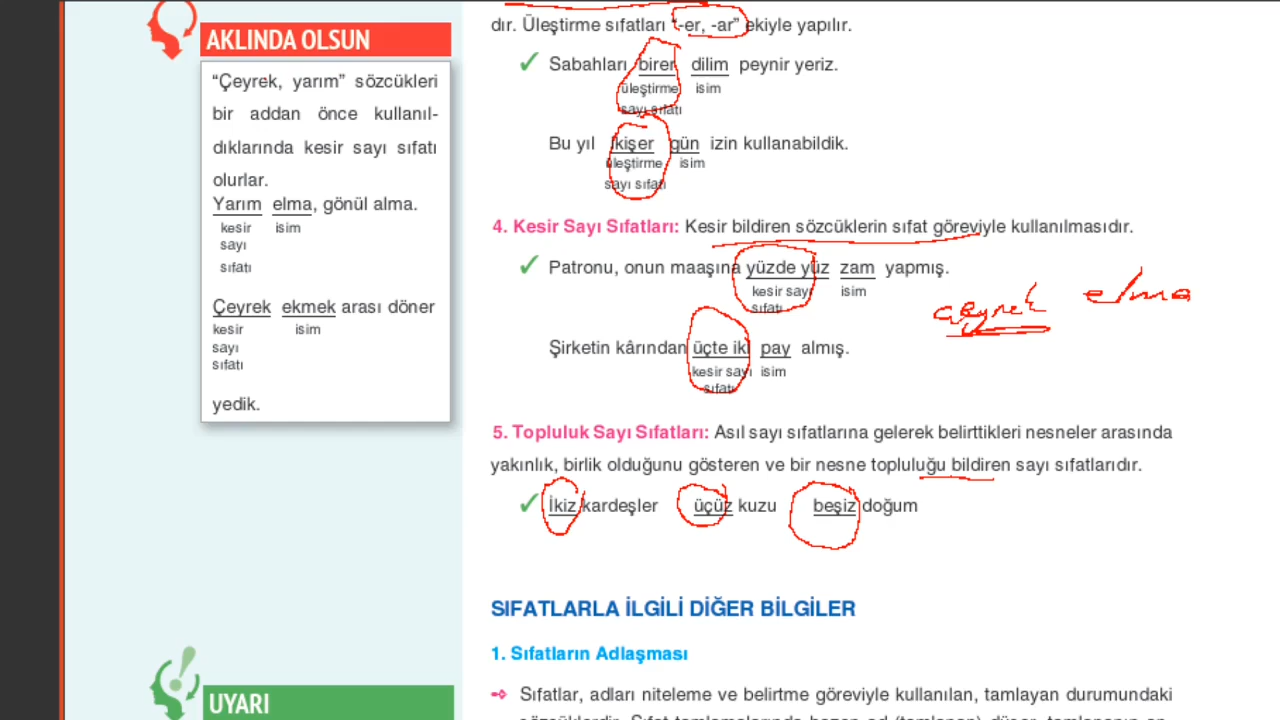 AKLINDA OLSUN
"Çeyrek, yarım" sözcükleri
bir addan önce kullanıl-
dıklarında kesir sayı sıfatı
olurlar.
Yarım elma, gönül alma.
kesir isim
sayı
sıfatı
Çeyrek ekmek arası döner
kesir isim
sayı
sıfatı
yedik.
UYARI
dır. Üleştirme sıfatları "-er, -ar" ekiyle yapılır.
✓ Sabahları birer dilim peynir yeriz.
üleştirme isim
sayı sıfatı
Bu yıl ikişer gün izin kullanabildik.
üleştirme isim
sayı sıfatı
4. Kesir Sayı Sıfatları: Kesir bildiren sözcüklerin sıfat göreviyle kullanılmasıdır.
✓ Patronu, onun maaşına yüzde yüz zam yapmış.
kesir sayı isim
sıfatı
çeyrek elma
Şirketin kârından üçte iki pay almış.
kesir sayı isim
sıfatı
5. Topluluk Sayı Sıfatları: Asıl sayı sıfatlarına gelerek belirttikleri nesneler arasında
yakınlık, birlik olduğunu gösteren ve bir nesne topluluğu bildiren sayı sıfatlarıdır.
✓ İkiz kardeşler üçüz kuzu beşiz doğum
SIFATLARLA İLGİLİ DİĞER BİLGİLER
1. Sıfatların Adlaşması
Sıfatlar, adları niteleme ve belirtme göreviyle kullanılan, tamlayan durumundaki